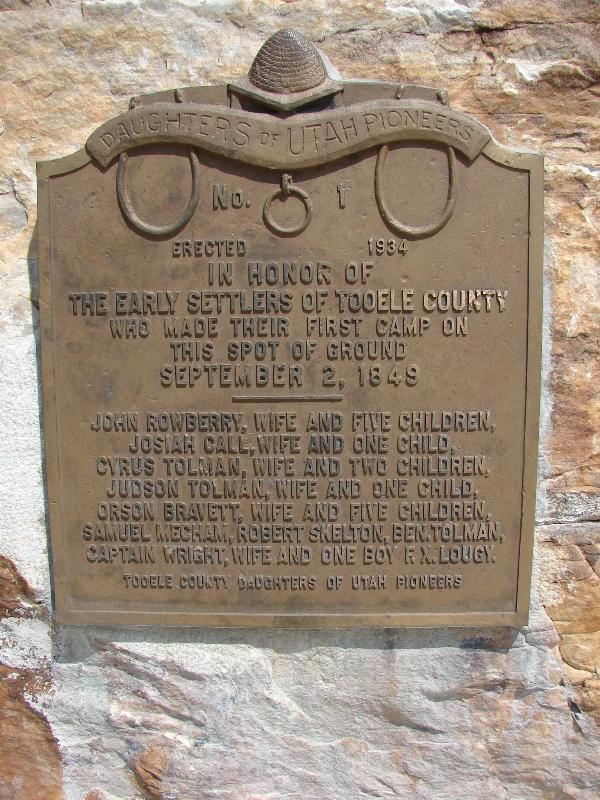 DAUGHTERS OF UTAH PIONEERS
No. 1
ERECTED 1934
IN HONOR OF
THE EARLY SETTLERS OF TOOELE COUNTY
WHO MADE THEIR FIRST CAMP ON
THIS SPOT OF GROUND
SEPTEMBER 2, 1849
JOHN ROWBERRY, WIFE AND FIVE CHILDREN,
JOSIAH CALL, WIFE AND ONE CHILD,
CYRUS TOLMAN, WIFE AND TWO CHILDREN,
JUDSON TOLMAN, WIFE AND ONE CHILD,
ORSON BRAVETT, WIFE AND FIVE CHILDREN,
SAMUEL MECHAM, ROBERT SKELTON, BEN. TOLMAN,
CAPTAIN WRIGHT, WIFE AND ONE BOY F. X. LOUGY.
TOOELE COUNTY DAUGHTERS OF UTAH PIONEERS